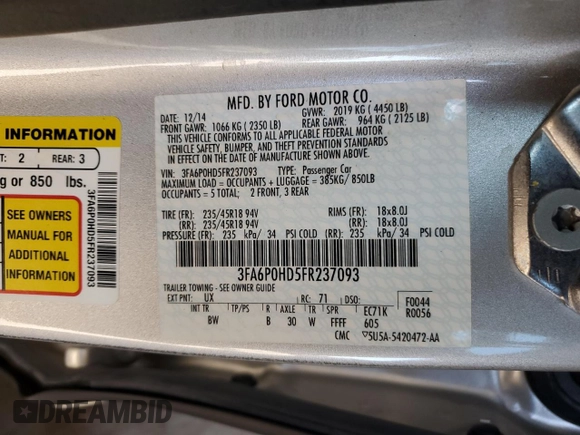 MFD. BY FORD MOTOR CO.
12/14 GVWR: 2019 KG ( 4450 LB)
FRONT GAWR: 1066 KG ( 2350 LB) REAR GAWR: 964 KG ( 2125 LB)
THIS VEHICLE CONFORMS TO ALL APPLICABLE FEDERAL MOTOR
VEHICLE SAFETY, BUMPER, AND THEFT PREVENTION STANDARDS
IN EFFECT ON THE DATE OF MANUFACTURE SHOWN ABOVE.
VIN: 3FA6P0HD5FR237093 TYPE: Passenger Car
MAXIMUM LOAD = OCCUPANTS + LUGGAGE = 385KG/ 850LB
OCCUPANTS = 5 TOTAL; 2 FRONT, 3 REAR
TIRE (FR): 235/45R18 94V RIMS (FR): 18x8.0J
(RR): 235/45R18 94V (RR): 18x8.0J
PRESSURE (FR): 235 kPa/ 34 PSI COLD (RR): 235 kPa/ 34 PSI COLD
3FA6P0HD5FR237093
TRAILER TOWING - SEE OWNER GUIDE
EXT PNT: UX RC: 71 DSO: F0044
INT TR TP/PS R AXLE TR SPR EC71K R0056
BW B 30 W FFFF 605
CMC ▽SU5A-5420472-AA
INFORMATION
: 2 REAR: 3
g or 850 lbs.
SEE OWNERS
MANUAL FOR
ADDITIONAL
INFORMATION
3FA6P0HD5FR237093
DREAMBID